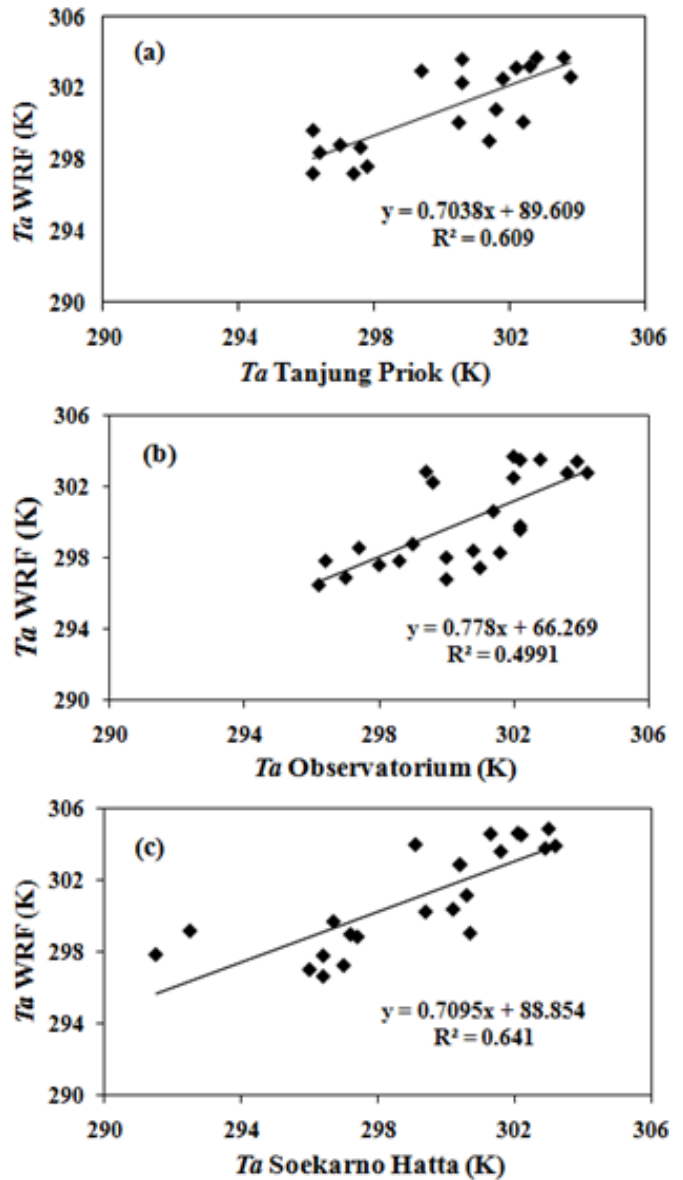 (a)
306
302
298
294
290
Ta WRF (K)
y = 0.7038x + 89.609
R² = 0.609
290 294 298 302 306
Ta Tanjung Priok (K)
(b)
306
302
298
294
290
Ta WRF (K)
y = 0.778x + 66.269
R² = 0.4991
290 294 298 302 306
Ta Observatorium (K)
(c)
306
302
298
294
290
Ta WRF (K)
y = 0.7095x + 88.854
R² = 0.641
290 294 298 302 306
Ta Soekarno Hatta (K)